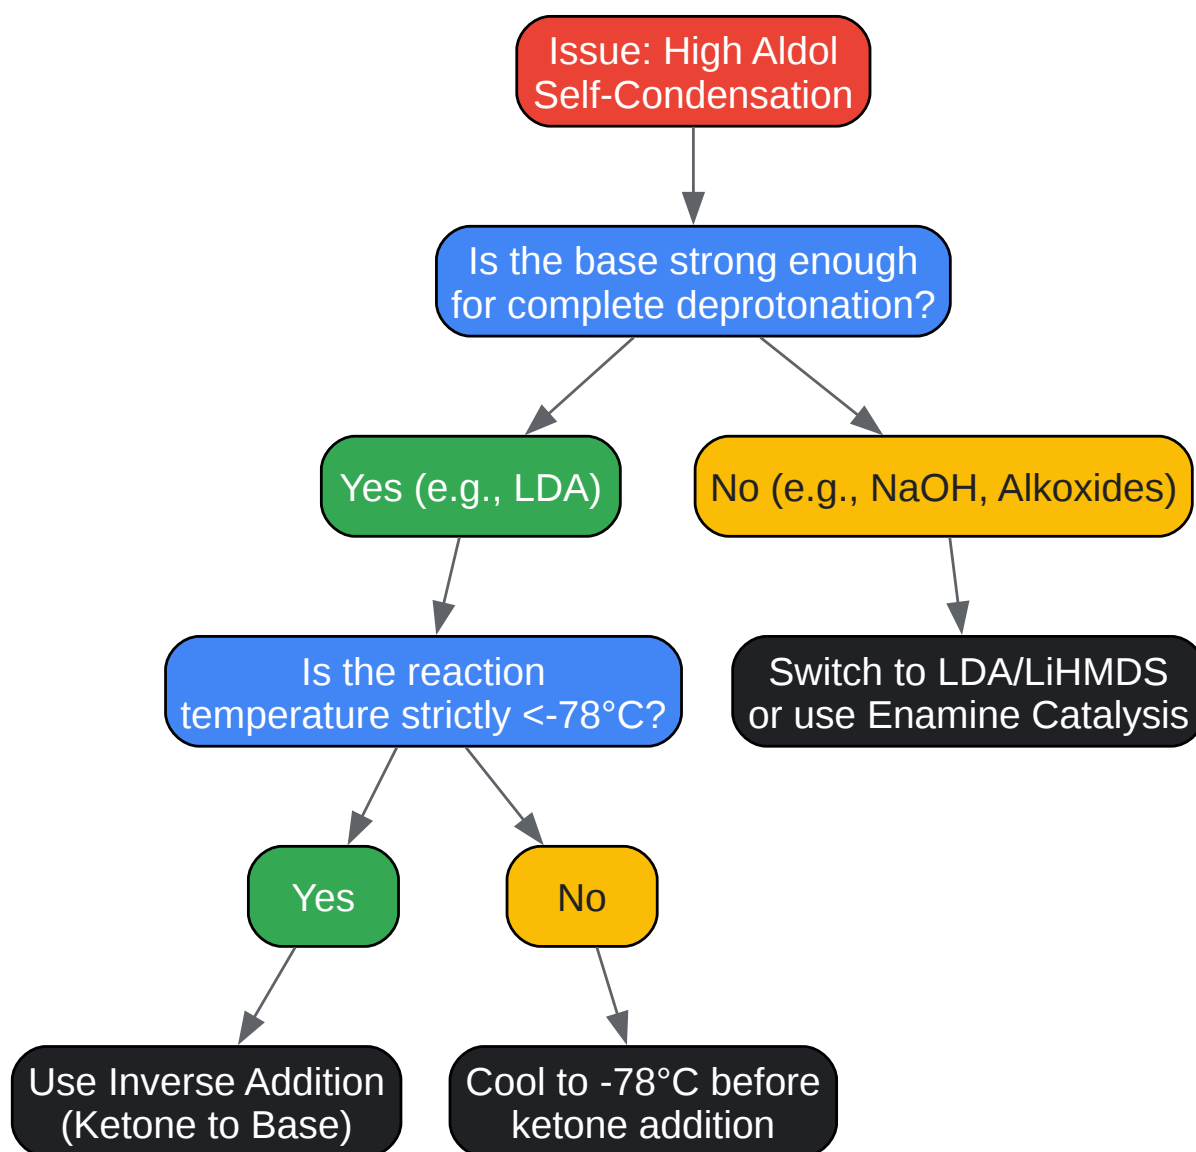 Issue: High Aldol
Self-Condensation
Is the base strong enough
for complete deprotonation?
Yes (e.g., LDA)
No (e.g., NaOH, Alkoxides)
Is the reaction
temperature strictly <-78°C?
Switch to LDA/LiHMDS
or use Enamine Catalysis
Yes
No
Use Inverse Addition
(Ketone to Base)
Cool to -78°C before
ketone addition